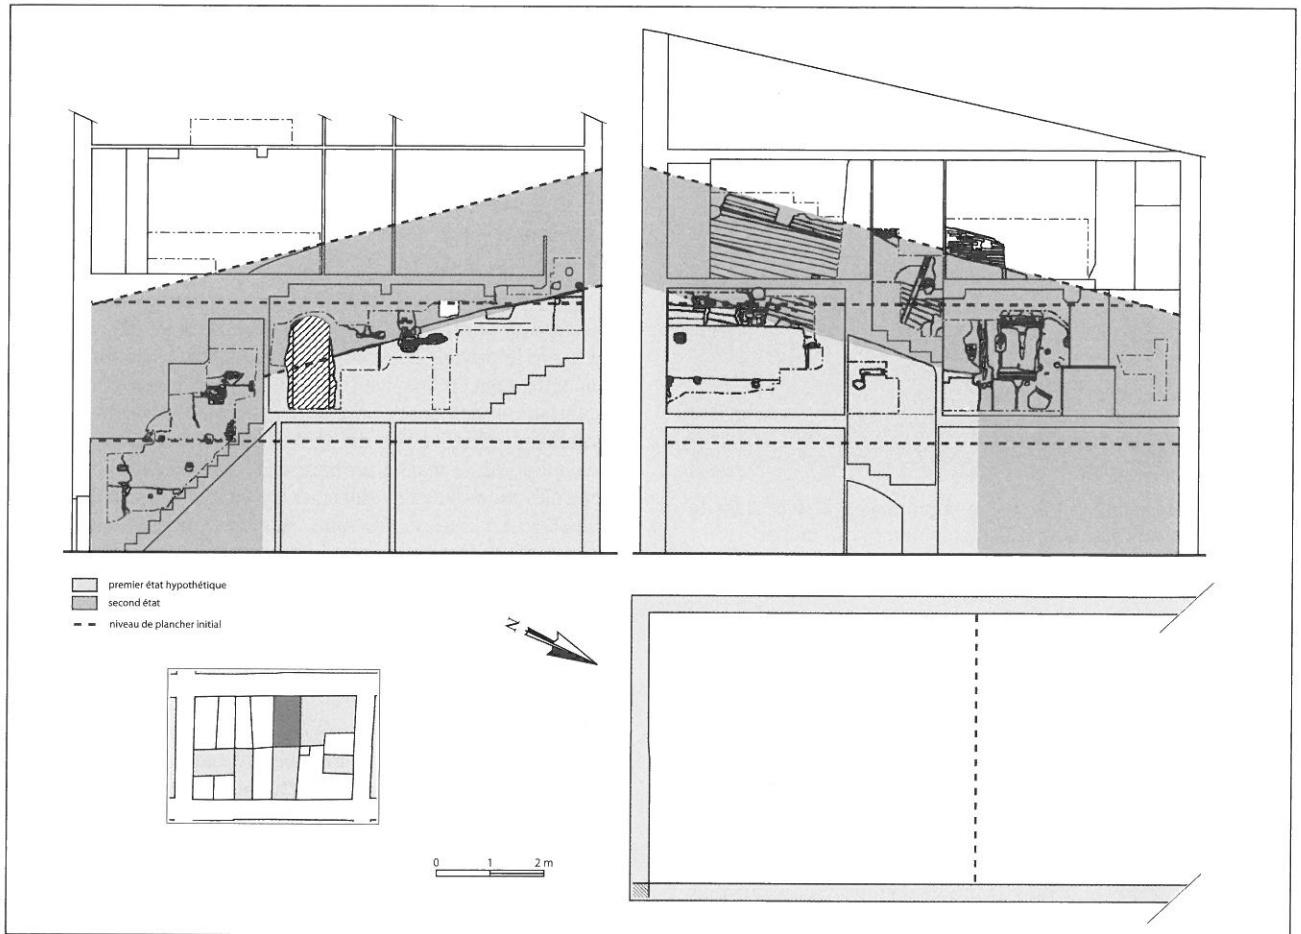 premier état hypothétique
second état
niveau de plancher initial
N
0 1 2 m